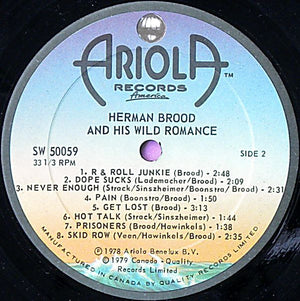 ARIOLA™
RECORDS
America
HERMAN BROOD
AND HIS WILD ROMANCE
SW 50059
33 1/3 RPM
SIDE 2
1. R & ROLL JUNKIE (Brood) - 2:48
2. DOPE SUCKS (Lademacher/Brood) - 2:09
3. NEVER ENOUGH (Strack/Sinszheimer/Boonstra/Brood) - 2:31
4. PAIN (Boonstra/Brood) - 1:50
5. GET LOST (Brood) - 3:13
6. HOT TALK (Strack/Sinszheimer) - 1:44
7. PRISONERS (Brood/Hawinkels) - 1:38
8. SKID ROW (Veen/Hawinkels/Brood) - 2:35
℗ 1978 Ariola Benelux B.V.
© 1979 Canada - Quality
Records Limited
MANUFACTURED IN CANADA BY QUALITY RECORDS LIMITED